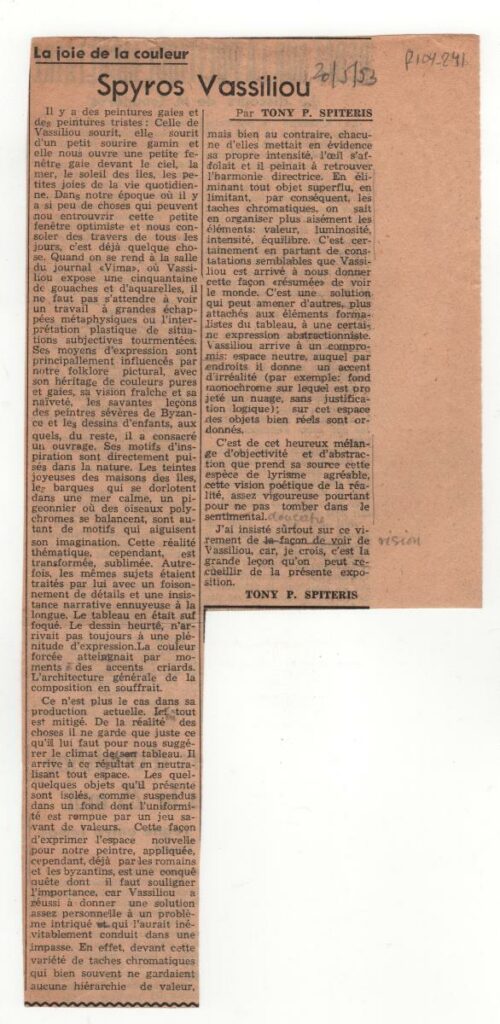 La joie de la couleur
Spyros Vassiliou
20/5/53
Par TONY P. SPITERIS
Il y a des peintures gaies et
des peintures tristes : Celle de
Vassiliou sourit, elle sourit
d'un petit sourire gamin et
elle nous ouvre une petite fe-
nêtre gaie devant le ciel, la
mer, le soleil des îles, les pe-
tites joies de la vie quotidien-
ne. Dans notre époque où il y
a si peu de choses qui peuvent
nou entrouvrir cette petite
fenêtre optimiste et nous con-
soler des travers de tous les
jours, c'est déjà quelque cho-
se. Quand on se rend à la salle
du journal «Vima», où Vassi-
liou expose une cinquantaine
de gouaches et d'aquarelles, il
ne faut pas s'attendre à voir
un travail à grandes échap-
pées métaphysiques ou l'inter-
prétation plastique de situa-
tions subjectives tourmentées.
Ses moyens d'expression sont
principallement influencés par
notre folklore pictural, avec
son héritage de couleurs pures
et gaies, sa vision fraîche et sa
naïveté, les savantes leçons
des peintres sévères de Byzan-
ce et les dessins d'enfants, aux
quels, du reste, il a consacré
un ouvrage. Ses motifs d'ins-
piration sont directement pui-
sés dans la nature. Les teintes
joyeuses des maisons des îles,
les barques qui se dorlotent
dans une mer calme, un pi-
geonnier où des oiseaux poly-
chromes se balancent, sont au-
tant de motifs qui aiguisent
son imagination. Cette réalité
thématique, cependant, est
transformée, sublimée. Autre-
fois, les mêmes sujets étaient
traités par lui avec un foison-
nement de détails et une insis-
tance narrative ennuyeuse à la
longue. Le tableau en était suf
foqué. Le dessin heurté, n'ar-
rivait pas toujours à une plé-
nitude d'expression.La couleur
forcée atteignait par mo-
ments des accents criards.
L'architecture générale de la
composition en souffrait.
Ce n'est plus le cas dans sa
production actuelle. Ici tout
est mitigé. De la réalité des
choses il ne garde que juste ce
qu'il lui faut pour nous suggé-
rer le climat de son tableau. Il
arrive à ce résultat en neutra-
lisant tout espace. Les quel-
quelques objets qu'il présente
sont isolés, comme suspendus
dans un fond dont l'uniformi-
té est rompue par un jeu sa-
vant de valeurs. Cette façon
d'exprimer l'espace nouvelle
pour notre peintre, appliquée,
cependant, déjà par les romains
et les byzantins, est une conqué
quête dont il faut souligner
l'importance, car Vassiliou a
réussi à donner une solution
assez personnelle à un problè-
me intriqué et qui l'aurait iné-
vitablement conduit dans une
impasse. En effet, devant cette
variété de taches chromatiques
qui bien souvent ne gardaient
aucune hiérarchie de valeur,
mais bien au contraire, chacu-
ne d'elles mettait en évidence
sa propre intensité, l'œil s'af-
folait et il peinait à retrouver
l'harmonie directrice. En éli-
minant tout objet superflu, en
limitant, par conséquent, les
taches chromatiques, on sait
en organiser plus aisément les
éléments: valeur, luminosité,
intensité, équilibre. C'est cer-
tainement en partant de cons-
tatations semblables que Vassi-
liou est arrivé à nous donner
cette façon «résumée» de voir
le monde. C'est une solution
qui peut amener d'autres, plus
attachés aux éléments forma-
listes du tableau, à une certai-
ne expression abstractionniste.
Vassiliou arrive à un compro-
mis: espace neutre, auquel par
endroits il donne un accent
d'irréalité (par exemple: fond
monochrome sur lequel est pro
jeté un nuage, sans justifica-
tion logique); sur cet espace
des objets bien réels sont or-
donnés.
C'est de cet heureux mélan-
ge d'objectivité et d'abstrac-
tion que prend sa source cette
espèce de lyrisme agréable,
cette vision poétique de la réa-
lité, assez vigoureuse pourtant
pour ne pas tomber dans le
sentimental.
J'ai insisté surtout sur ce vi-
rement de la façon de voir de vision
Vassiliou, car, je crois, c'est la
grande leçon qu'on peut re-
cueillir de la présente expo-
sition.
TONY P. SPITERIS